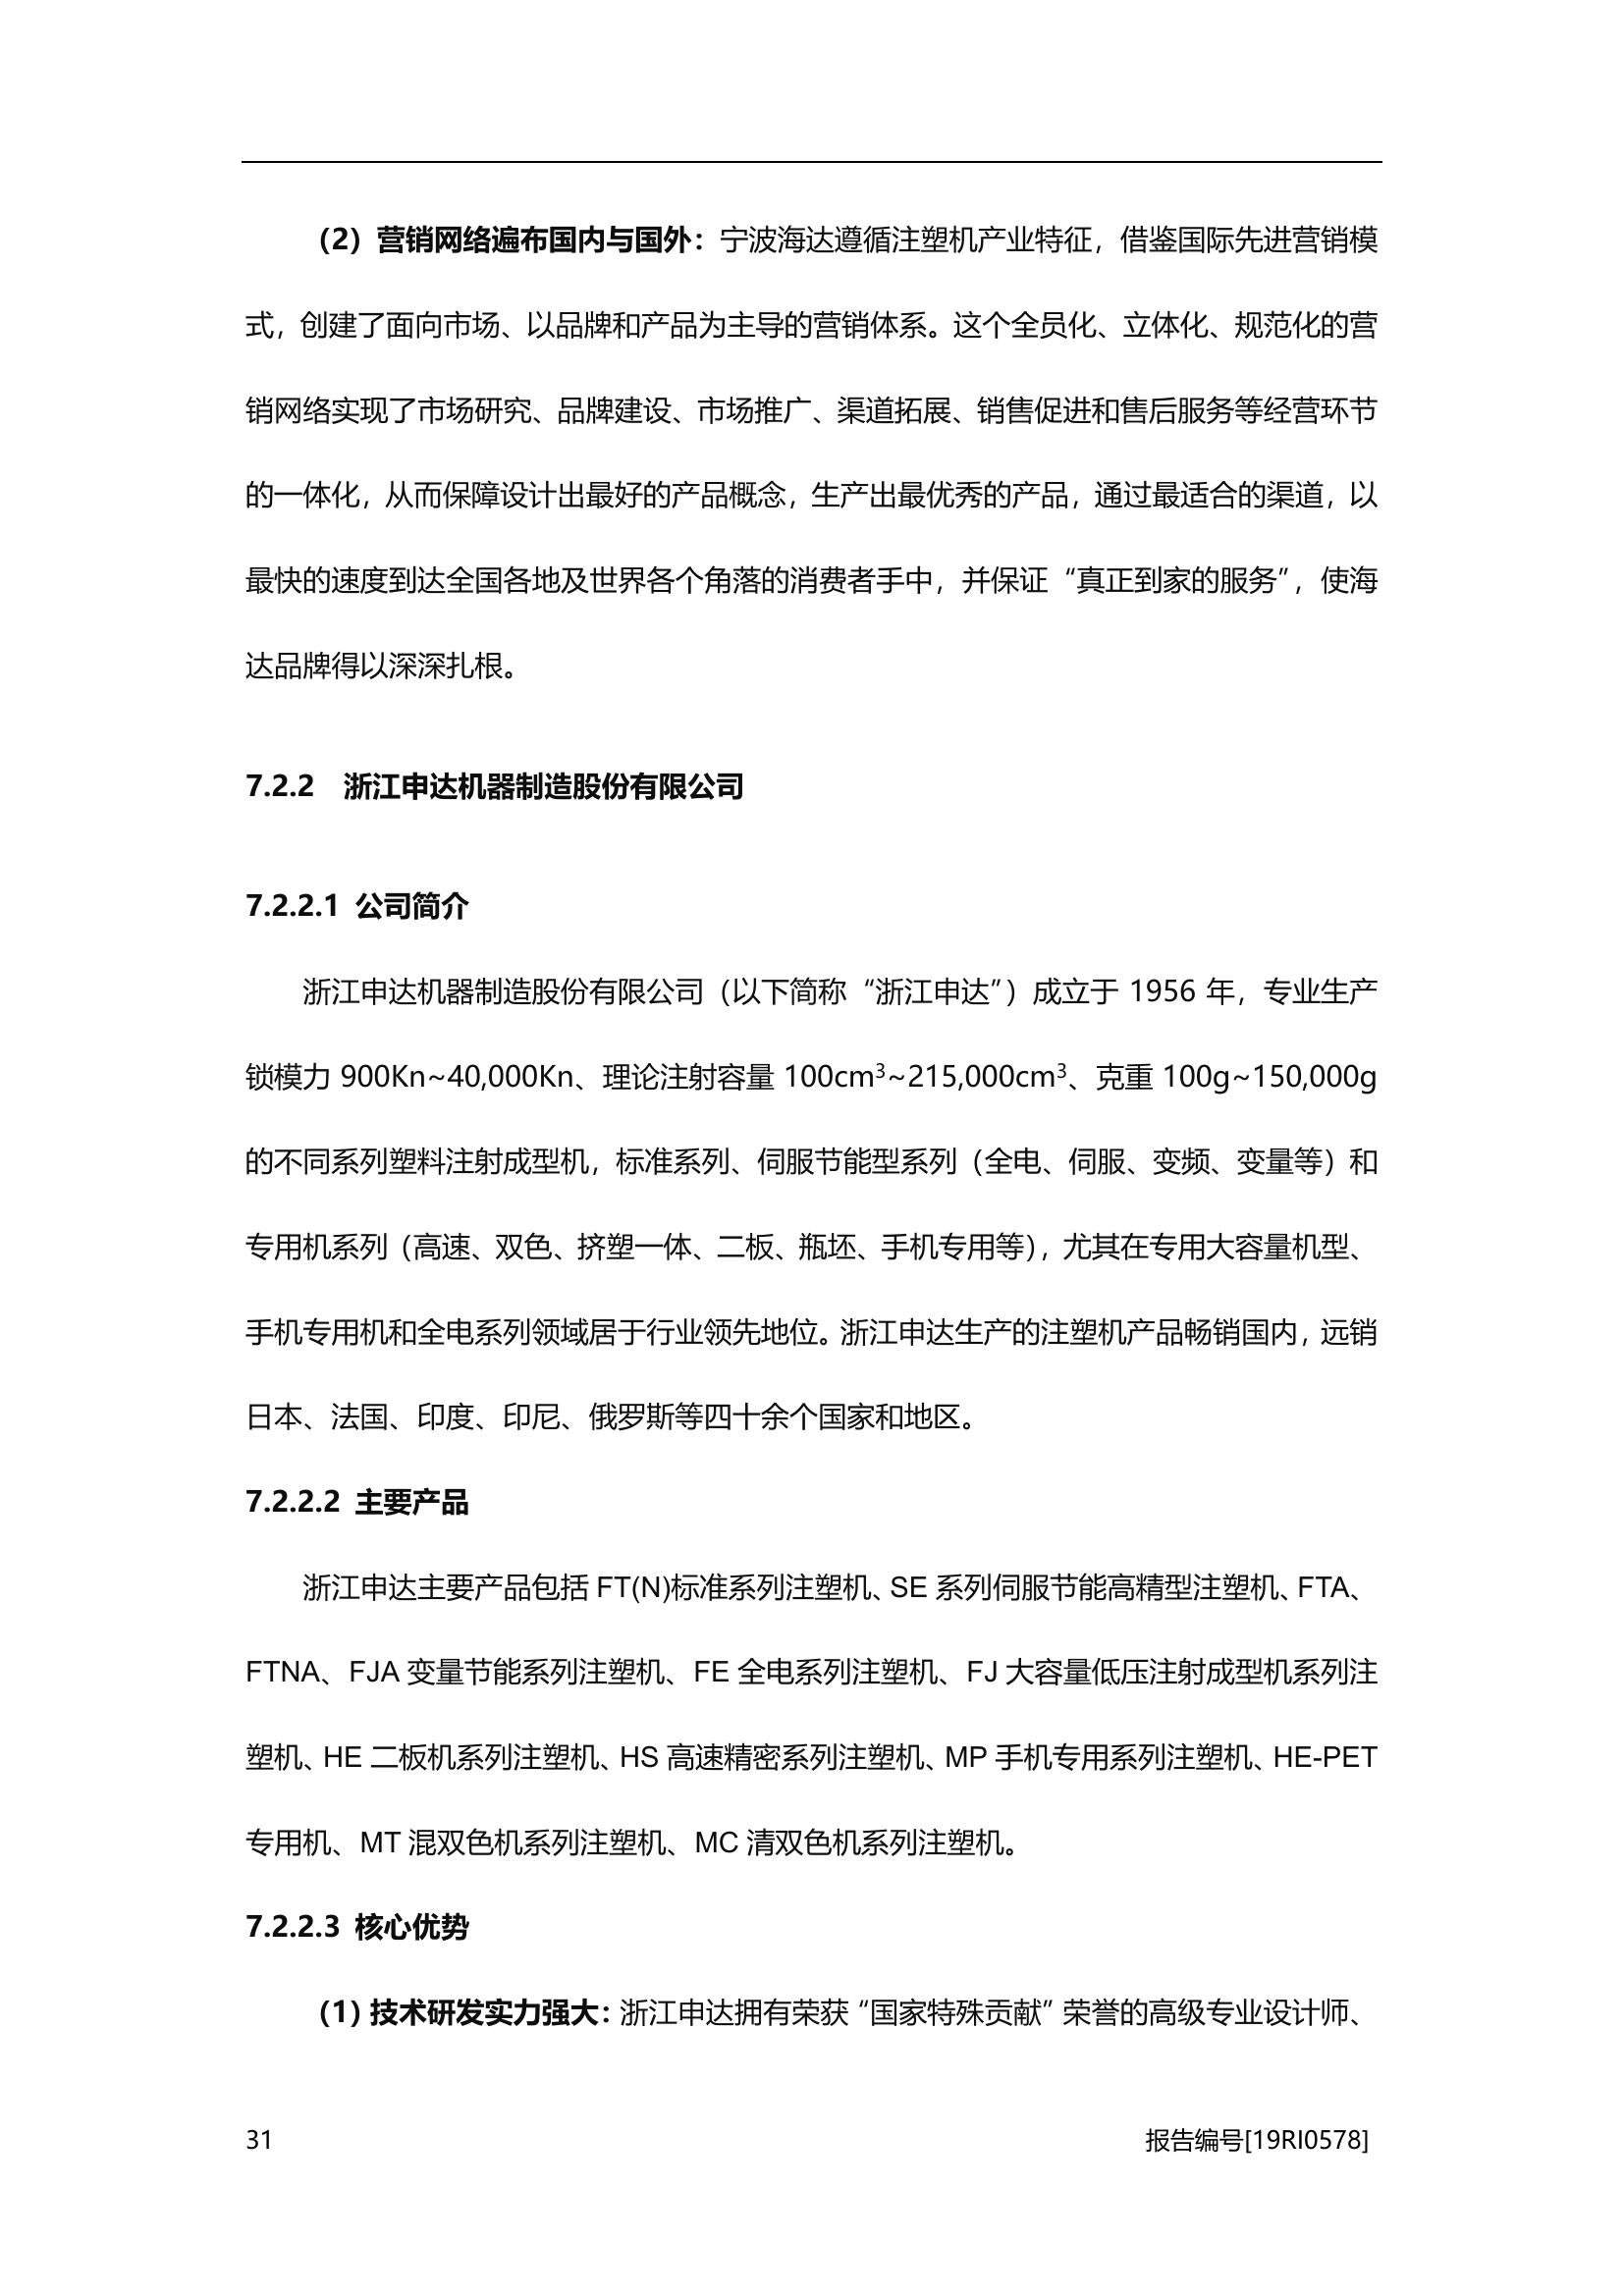 （2）营销网络遍布国内与国外：宁波海达遵循注塑机产业特征，借鉴国际先进营销模
式，创建了面向市场、以品牌和产品为主导的营销体系。这个全员化、立体化、规范化的营
销网络实现了市场研究、品牌建设、市场推广、渠道拓展、销售促进和售后服务等经营环节
的一体化，从而保障设计出最好的产品概念，生产出最优秀的产品，通过最适合的渠道，以
最快的速度到达全国各地及世界各个角落的消费者手中，并保证“真正到家的服务”，使海
达品牌得以深深扎根。
7.2.2 浙江申达机器制造股份有限公司
7.2.2.1 公司简介
浙江申达机器制造股份有限公司（以下简称“浙江申达”）成立于 1956 年，专业生产
锁模力 900Kn~40,000Kn、理论注射容量 100cm³~215,000cm³、克重 100g~150,000g
的不同系列塑料注射成型机，标准系列、伺服节能型系列（全电、伺服、变频、变量等）和
专用机系列（高速、双色、挤塑一体、二板、瓶坯、手机专用等），尤其在专用大容量机型、
手机专用机和全电系列领域居于行业领先地位。浙江申达生产的注塑机产品畅销国内，远销
日本、法国、印度、印尼、俄罗斯等四十余个国家和地区。
7.2.2.2 主要产品
浙江申达主要产品包括 FT(N)标准系列注塑机、SE 系列伺服节能高精型注塑机、FTA、
FTNA、FJA 变量节能系列注塑机、FE 全电系列注塑机、FJ 大容量低压注射成型机系列注
塑机、HE 二板机系列注塑机、HS 高速精密系列注塑机、MP 手机专用系列注塑机、HE-PET
专用机、MT 混双色机系列注塑机、MC 清双色机系列注塑机。
7.2.2.3 核心优势
（1）技术研发实力强大：浙江申达拥有荣获“国家特殊贡献”荣誉的高级专业设计师、
31 报告编号[19RI0578]